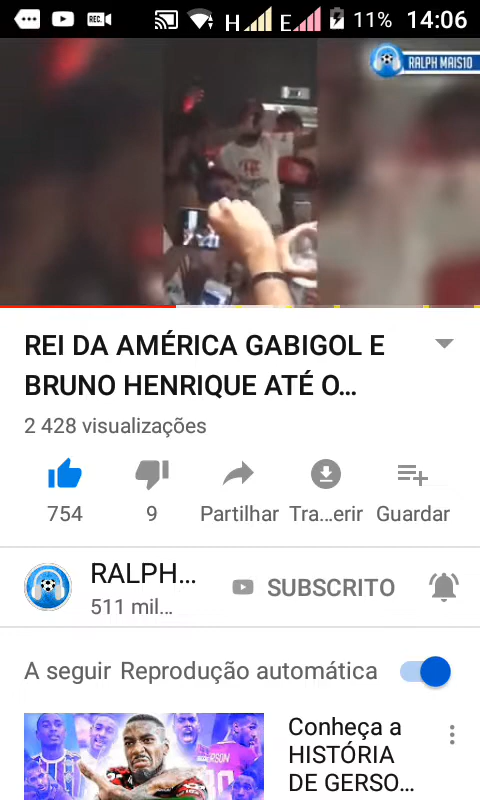 REC
H E 11% 14:06
RALPH MAIS10
REI DA AMÉRICA GABIGOL E
BRUNO HENRIQUE ATÉ O...
2 428 visualizações
754 9 Partilhar Tra...erir Guardar
RALPH...
SUBSCRITO
511 mil...
A seguir Reprodução automática
Conheça a
HISTÓRIA
DE GERSO...